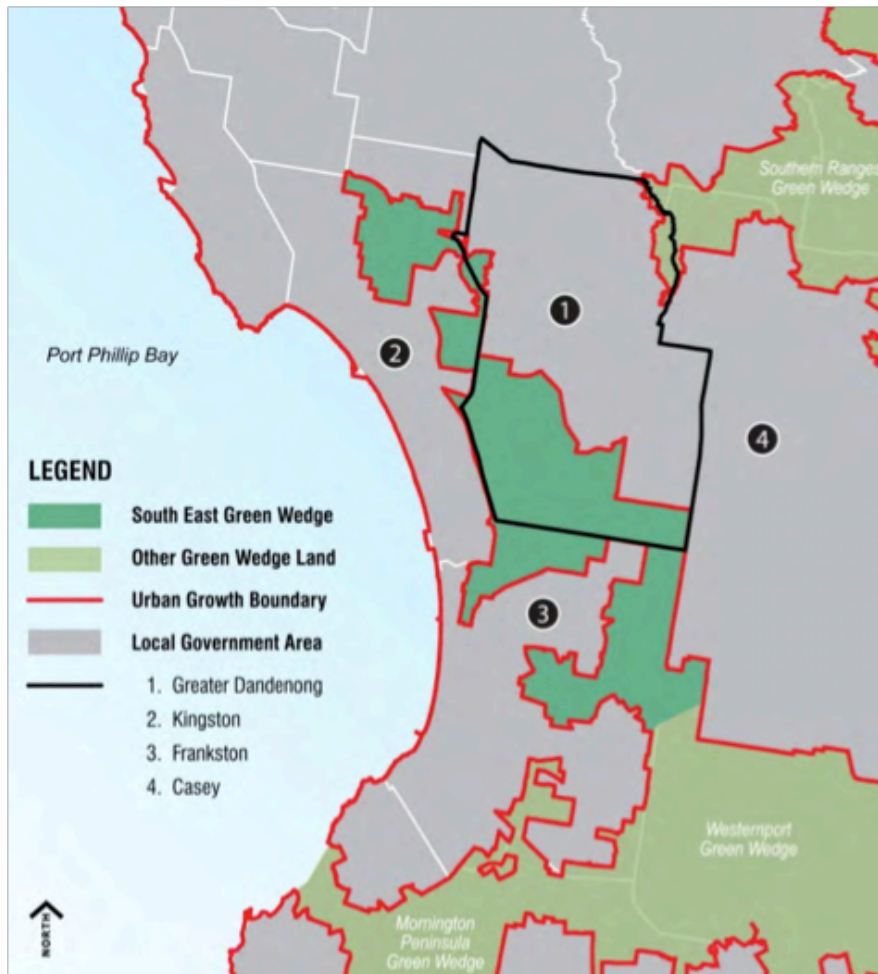 Southern Ranges
Green Wedge
1
2
Port Phillip Bay
4
LEGEND
South East Green Wedge
Other Green Wedge Land
Urban Growth Boundary
3
Local Government Area
1. Greater Dandenong
2. Kingston
3. Frankston
4. Casey
Westernport
Green Wedge
NORTH
Mornington
Peninsula
Green Wedge